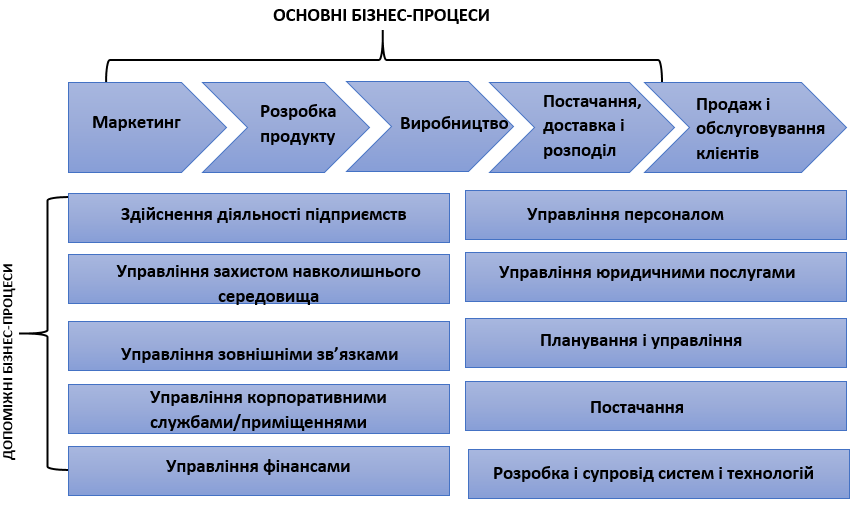 ОСНОВНІ БІЗНЕС-ПРОЦЕСИ
Маркетинг
Розробка
продукту
Виробництво
Постачання,
доставка і
розподіл
Продаж і
обслуговування
клієнтів
ДОПОМІЖНІ БІЗНЕС-ПРОЦЕСИ
Здійснення діяльності підприємств
Управління захистом навколишнього
середовища
Управління зовнішніми зв’язками
Управління корпоративними
службами/приміщеннями
Управління фінансами
Управління персоналом
Управління юридичними послугами
Планування і управління
Постачання
Розробка і супровід систем і технологій